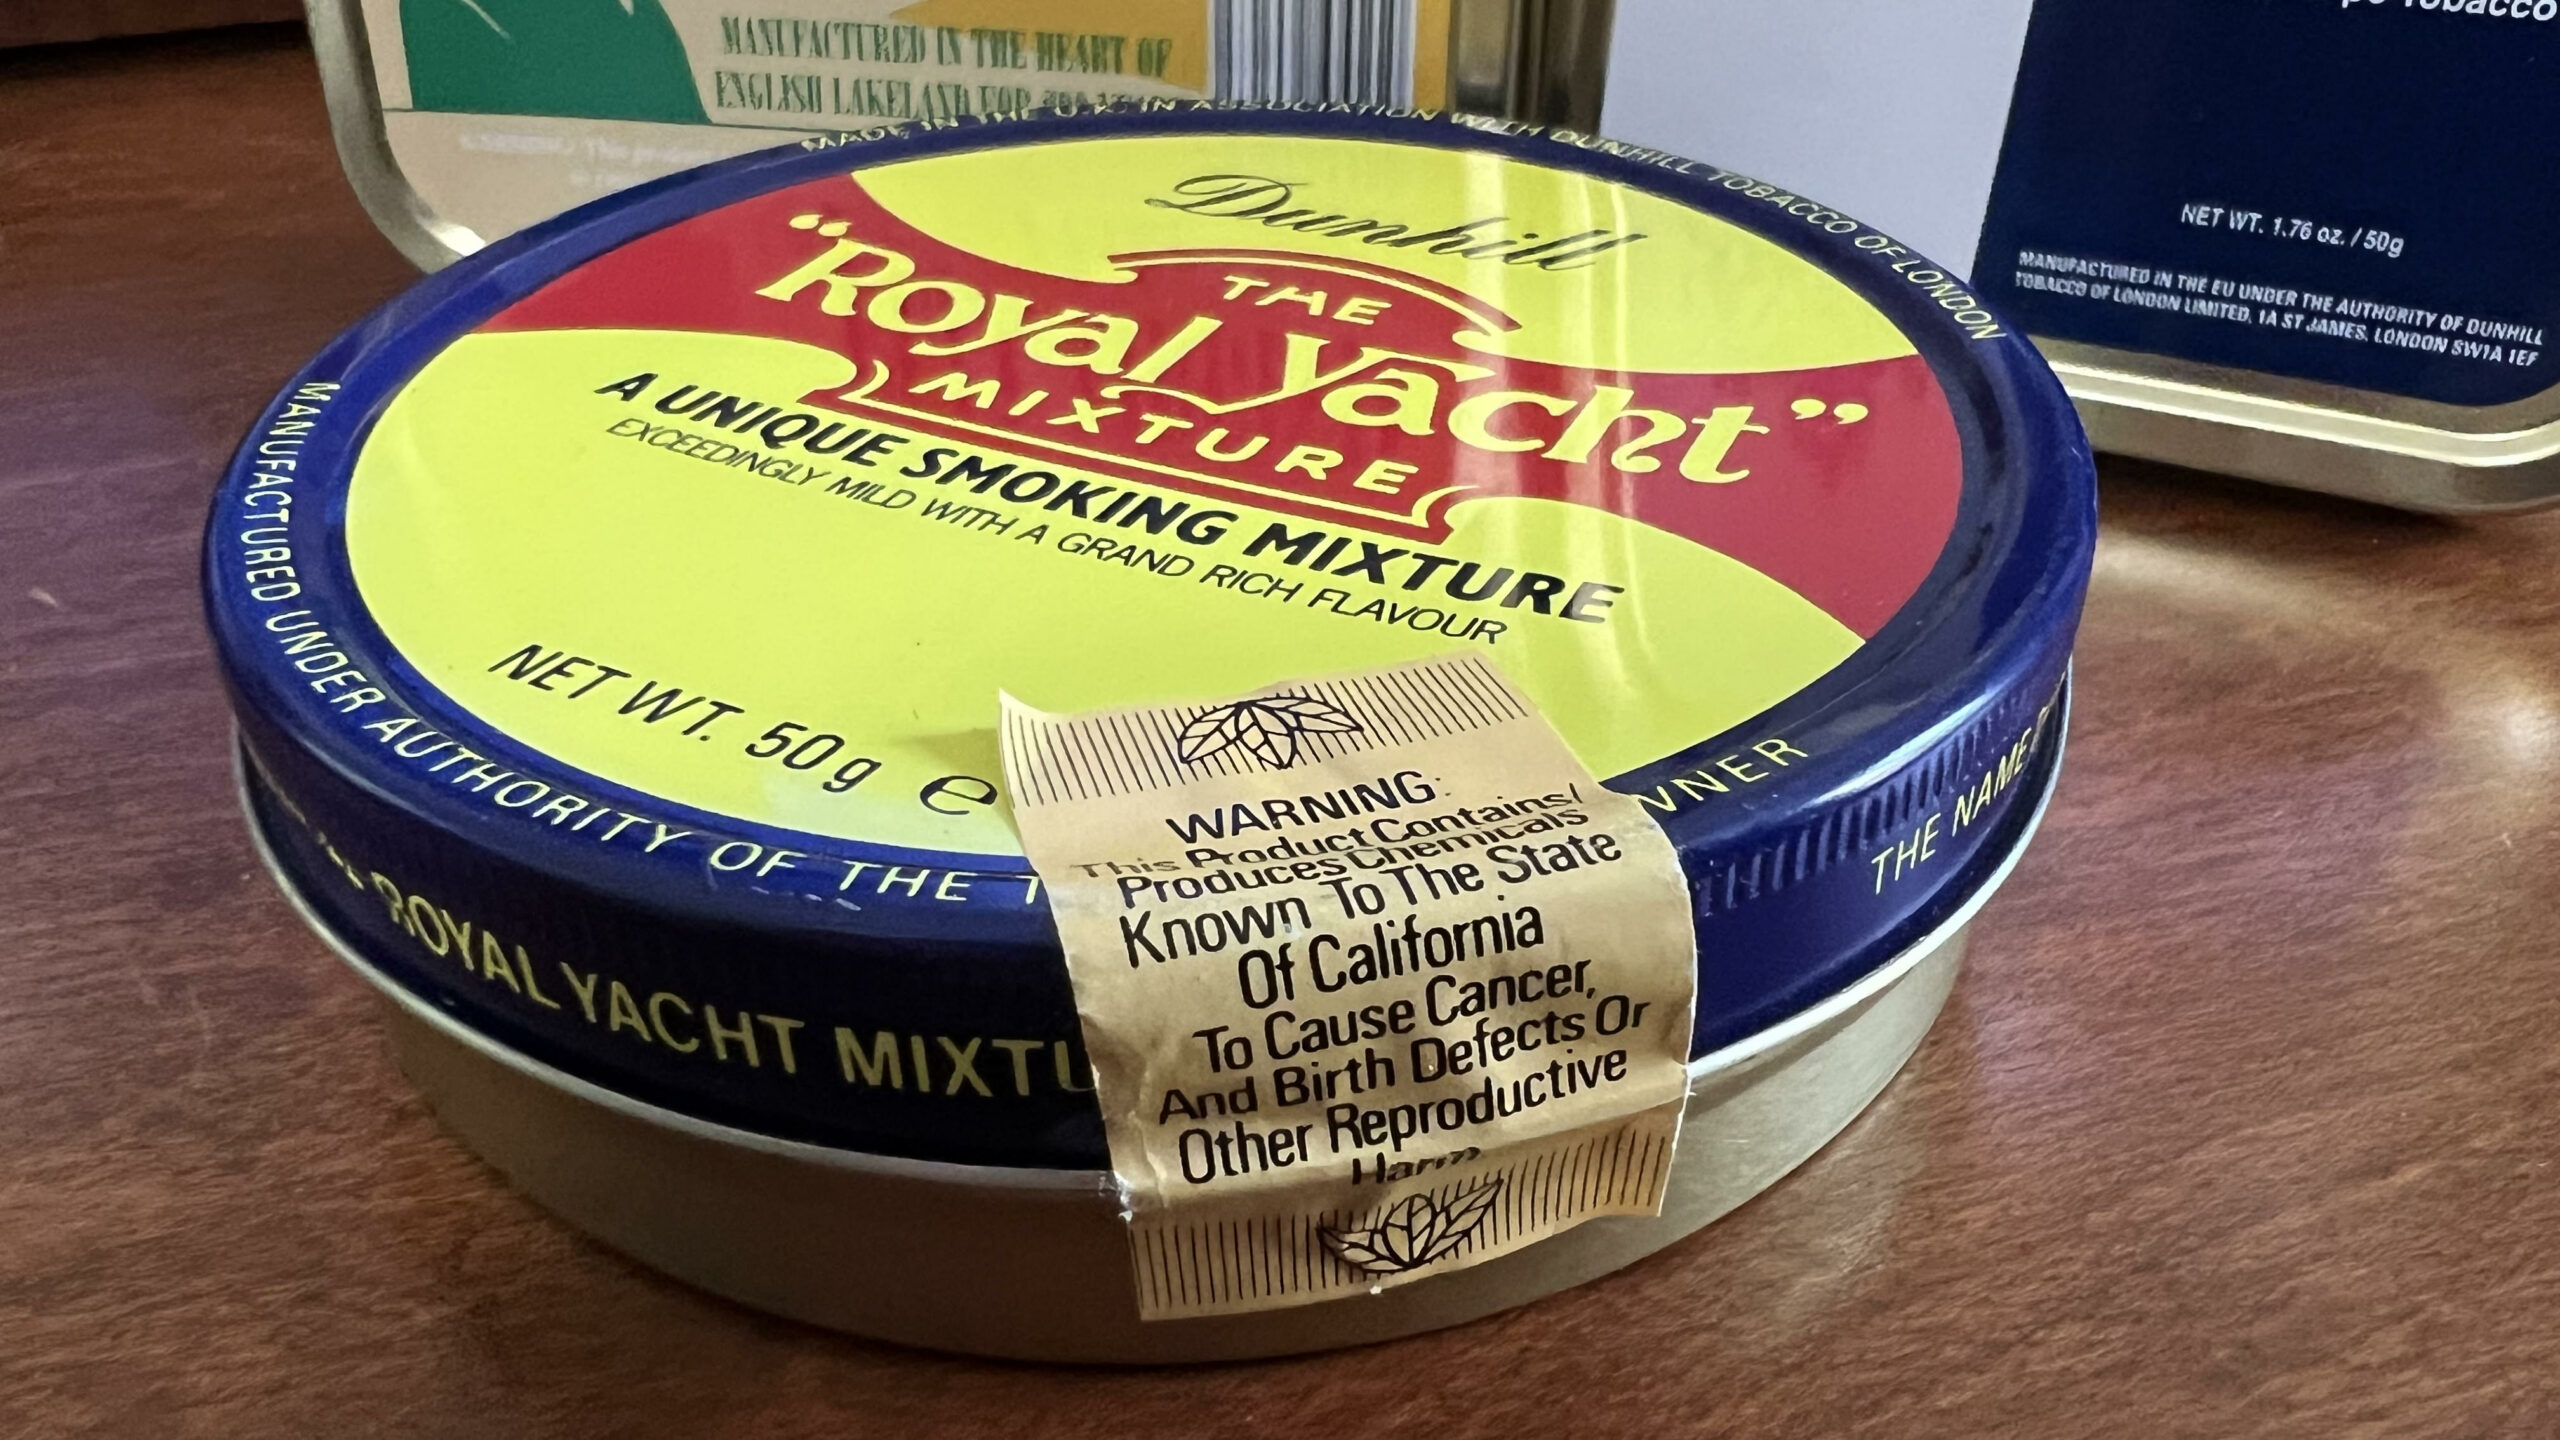 MANUFACTURED IN THE HEART OF
ENGLISH LAKELAND FOR
Tobacco
NET WT. 1.76 oz. / 50g
MANUFACTURED IN THE EU UNDER THE AUTHORITY OF DUNHILL
TOBACCO OF LONDON LIMITED, 1A ST JAMES, LONDON SW1A 1EF
MADE IN THE U.K. IN ASSOCIATION WITH DUNHILL TOBACCO OF LONDON
Dunhill
THE
“Royal Yacht”
MIXTURE
A UNIQUE SMOKING MIXTURE
EXCEEDINGLY MILD WITH A GRAND RICH FLAVOUR
NET WT. 50g e
MANUFACTURED UNDER AUTHORITY OF THE
ROYAL YACHT MIXTU
THE NAME
WARNING:
This Product Contains/
Produces Chemicals
Known To The State
Of California
To Cause Cancer,
And Birth Defects Or
Other Reproductive
Harm